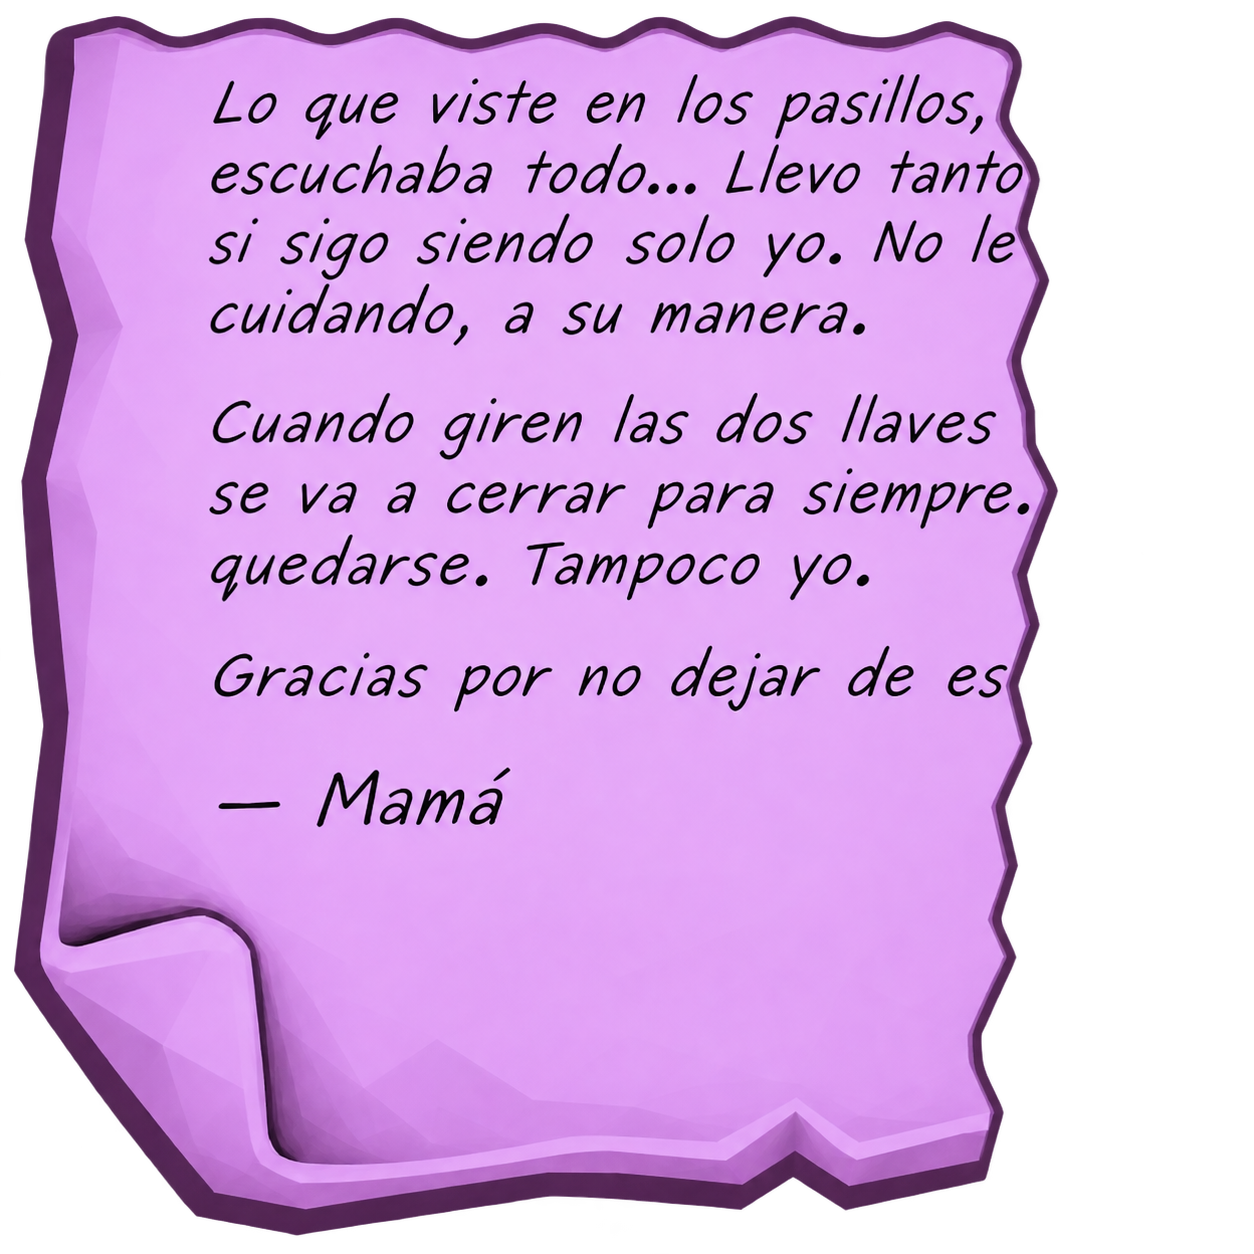 Lo que viste en los pasillos,
escuchaba todo... Llevo tanto
si sigo siendo solo yo. No le
cuidando, a su manera.
Cuando giren las dos llaves
se va a cerrar para siempre.
quedarse. Tampoco yo.
Gracias por no dejar de es
— Mamá